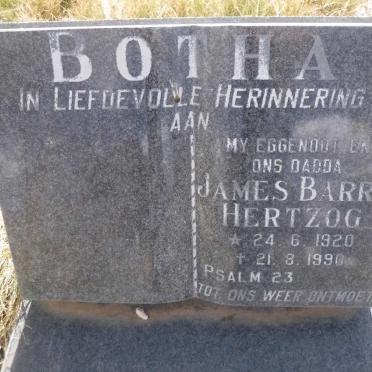 BOTHA
IN LIEFDEVOLLE HERINNERING
AAN
MY EGGENOOT EN
ONS DADDA
JAMES BARR
HERTZOG
* 24.6.1920
+ 21.8.1990
PSALM 23
TOT ONS WEER ONTMOET